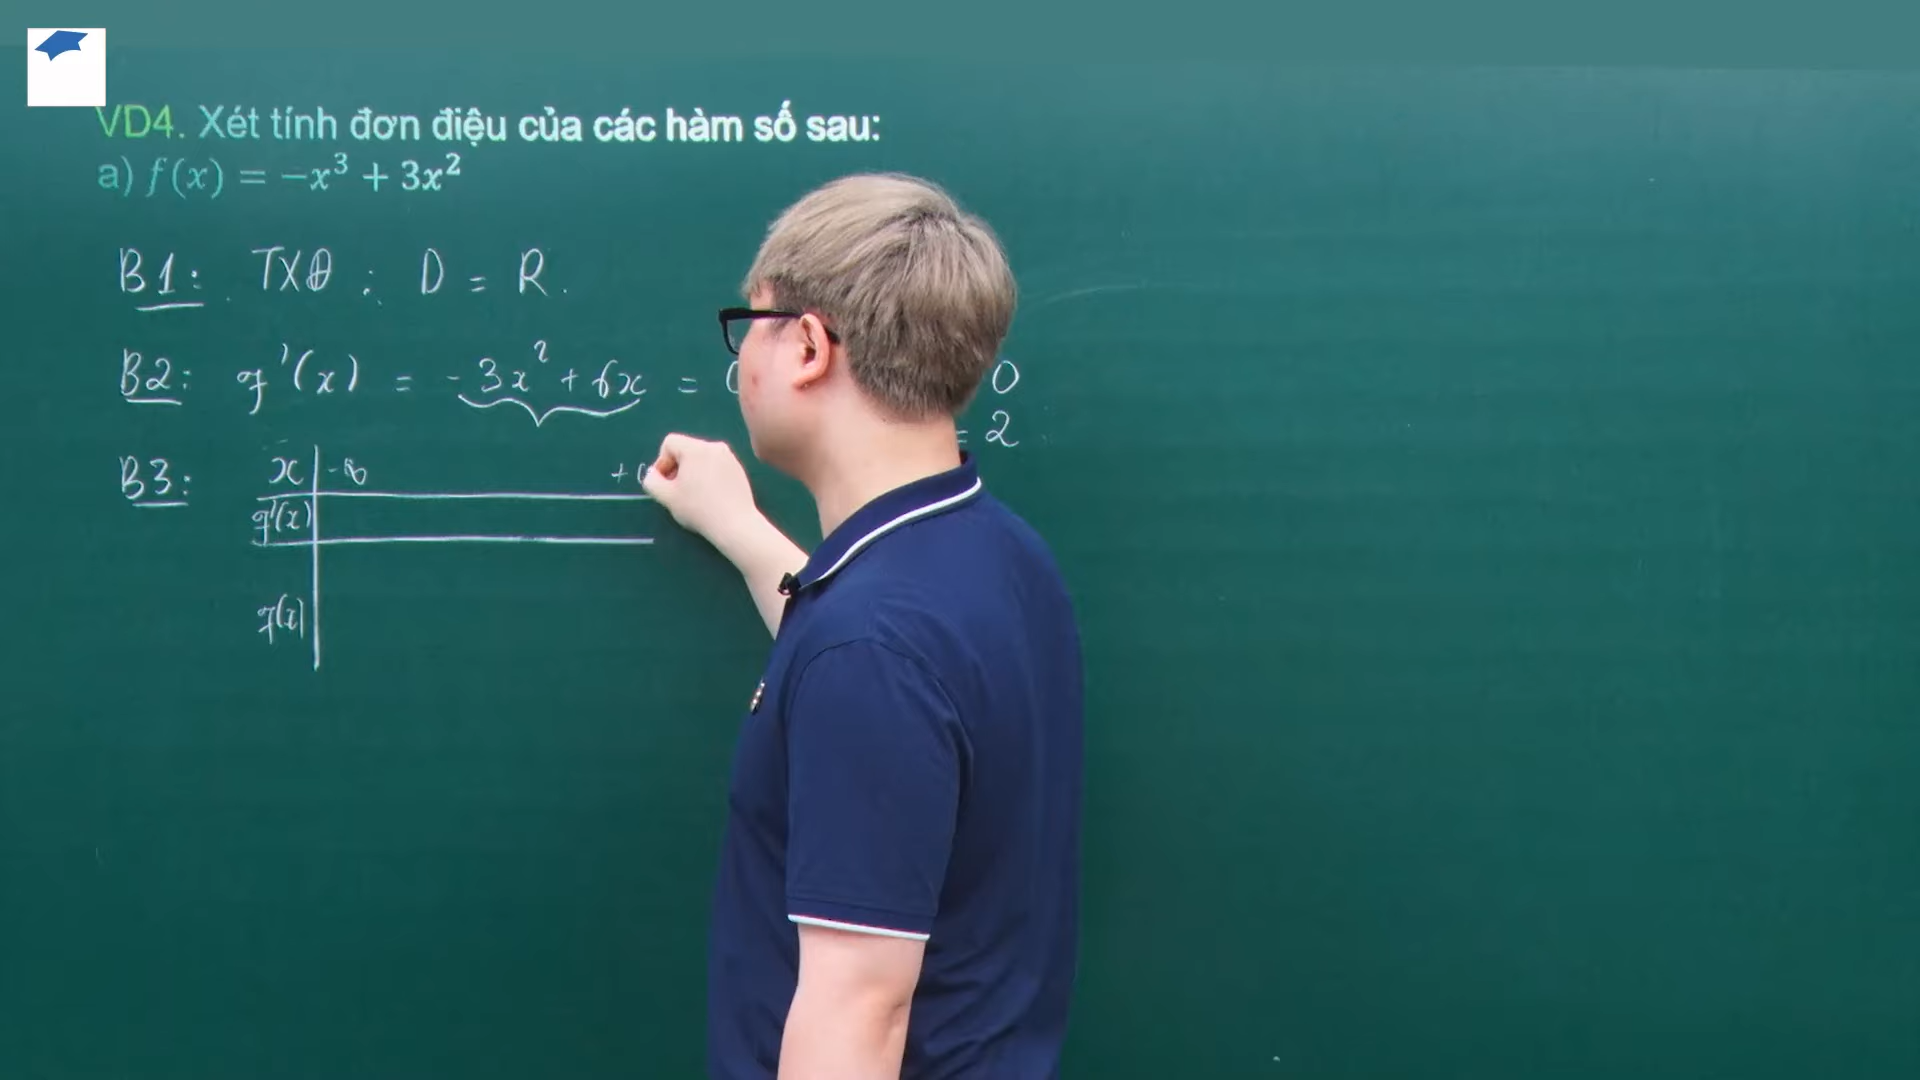 VD4. Xét tính đơn điệu của các hàm số sau:
a) f(x) = −x³ + 3x²
B1: TXĐ : D = R.
B2: f'(x) = -3x² + 6x = 0
= 2
B3: x -∞ +
f'(x)
f(x)